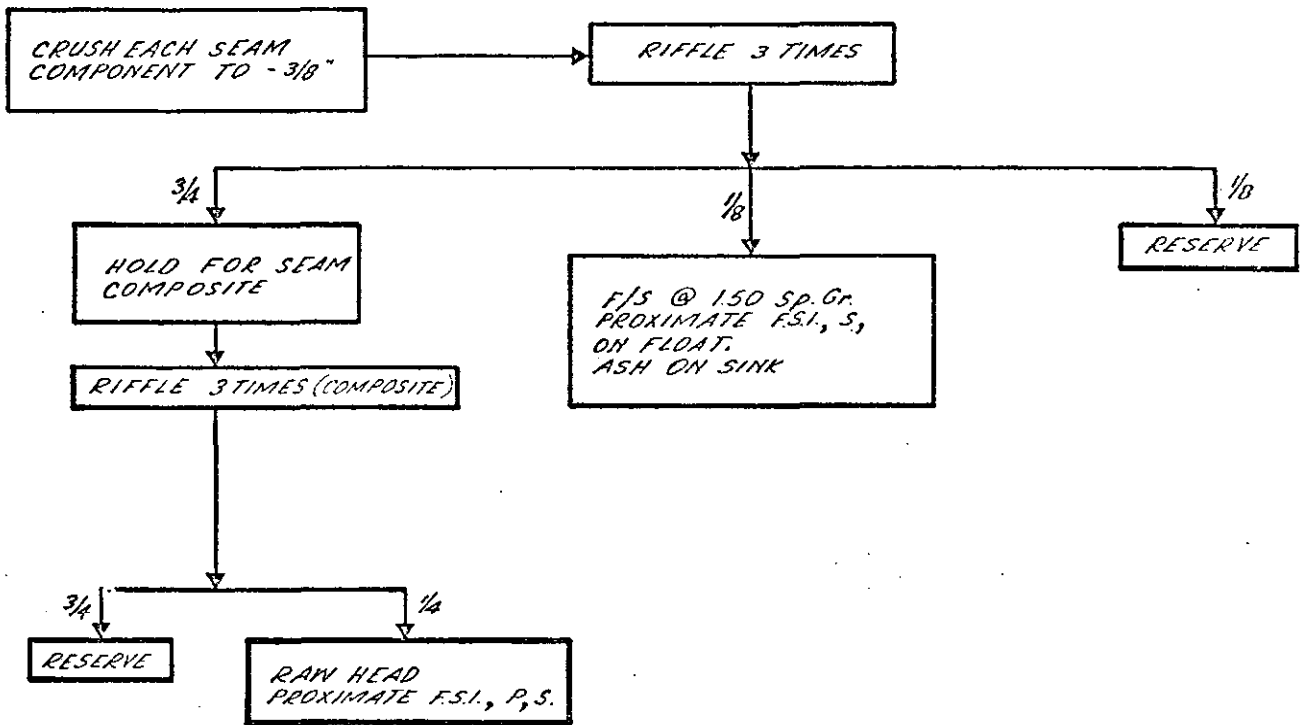 CRUSH EACH SEAM
COMPONENT TO - 3/8"
RIFFLE 3 TIMES
3/4
1/8
1/8
HOLD FOR SEAM
COMPOSITE
F/S @ 1.50 Sp. Gr.
PROXIMATE F.S.I., S,
ON FLOAT.
ASH ON SINK
RESERVE
RIFFLE 3 TIMES (COMPOSITE)
3/4
1/4
RESERVE
RAW HEAD
PROXIMATE F.S.I., P, S.